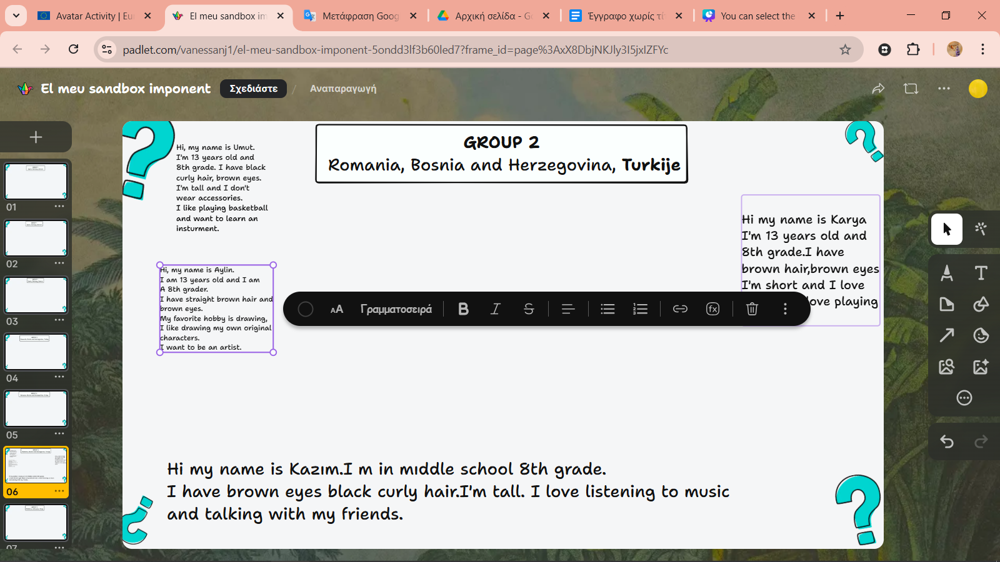 Avatar Activity | Eu
El meu sandbox im
Μετάφραση Goog
Αρχική σελίδα - Go
Έγγραφο χωρίς τίτ
You can select the
padlet.com/vanessanj1/el-meu-sandbox-imponent-5ondd3lf3b60led7?frame_id=page%3AxX8DbjNKJly3I5jxIZFYc
El meu sandbox imponent
Σχεδιάστε
/
Αναπαραγωγή
01
02
03
04
05
06
07
GROUP 2
Romania, Bosnia and Herzegovina, Turkije
Hi, my name is Umut.
I'm 13 years old and
8th grade. I have black
curly hair, brown eyes.
I'm tall and I don't
wear accessories.
I like playing basketball
and want to learn an
insturment.
Hi, my name is Aylin.
I am 13 years old and I am
A 8th grader.
I have straight brown hair and
brown eyes.
My favorite hobby is drawing,
I like drawing my own original
characters.
I want to be an artist.
AA Γραμματοσειρά B I S
Hi my name is Karya
I'm 13 years old and
8th grade.I have
brown hair,brown eyes
I'm short and I love
love playing
Hi my name is Kazım.I m in mıddle school 8th grade.
I have brown eyes black curly hair.I'm tall. I love listening to music
and talking with my friends.